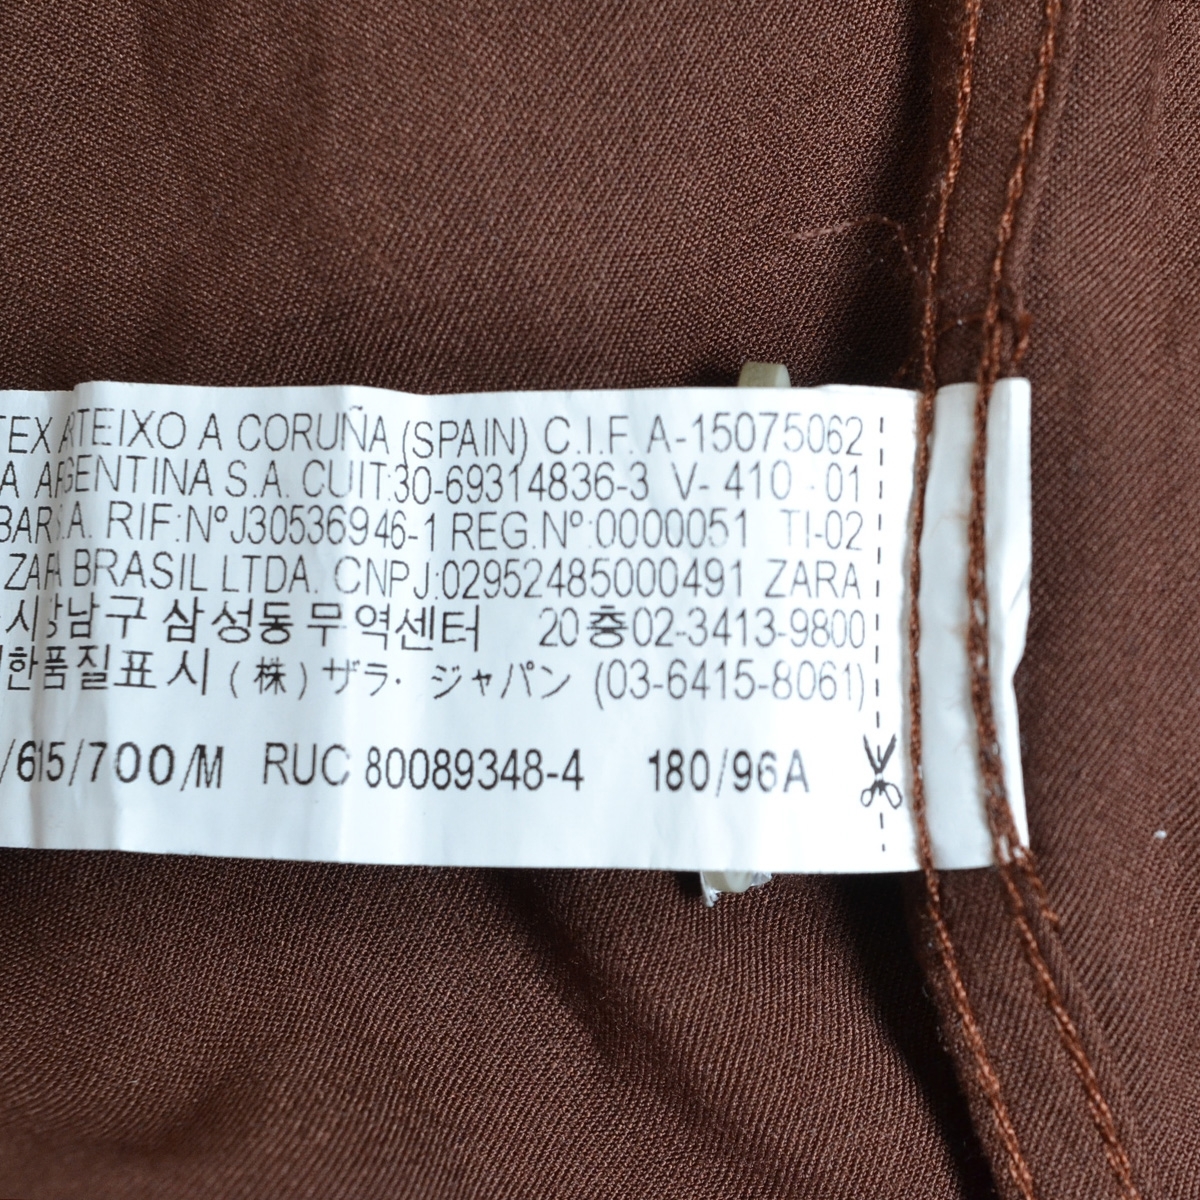 TEX ARTEIXO A CORUÑA (SPAIN) C.I.F. A-15075062
A ARGENTINA S.A. CUIT:30-69314836-3 V-410-01
RIF:NºJ30536946-1 REG.Nº:0000051 TI-02
ZARA BRASIL LTDA. CNPJ:02952485000491 ZARA
시강남구 삼성동 무역센터 20층02-3413-9800
한품질표시 (株) ザラ・ジャパン (03-6415-8061)
/615/700/M RUC 80089348-4 180/96A